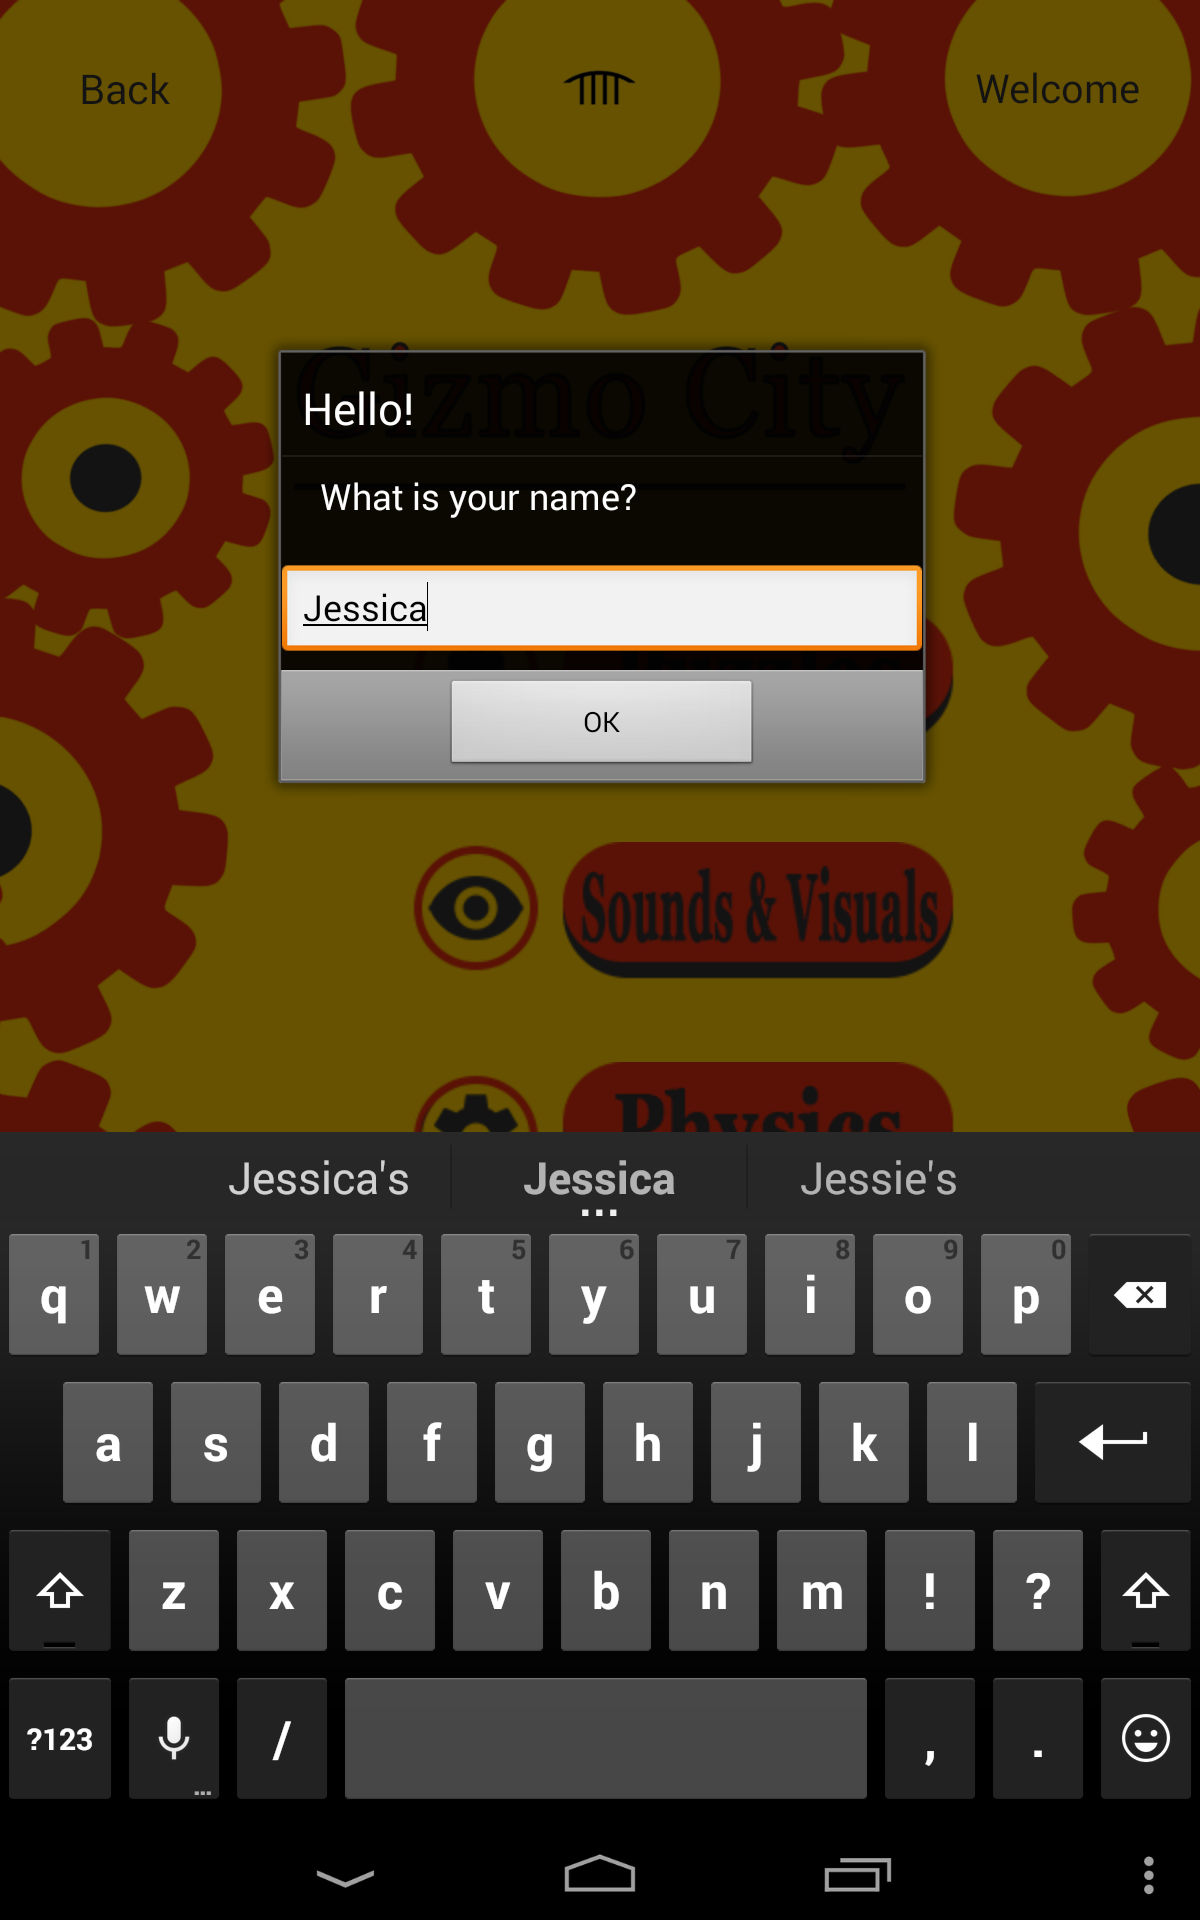 Back
Welcome
Gizmo City
Hello!
What is your name?
Jessica
OK
Sounds & Visuals
Physics
Jessica's
Jessica
Jessie's
...
1 2 3 4 5 6 7 8 9 0
q w e r t y u i o p
a s d f g h j k l
z x c v b n m ! ?
?123 / , .